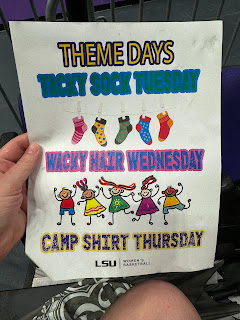 THEME DAYS
TACKY SOCK TUESDAY
WACKY HAIR WEDNESDAY
CAMP SHIRT THURSDAY
LSU WOMEN'S
BASKETBALL